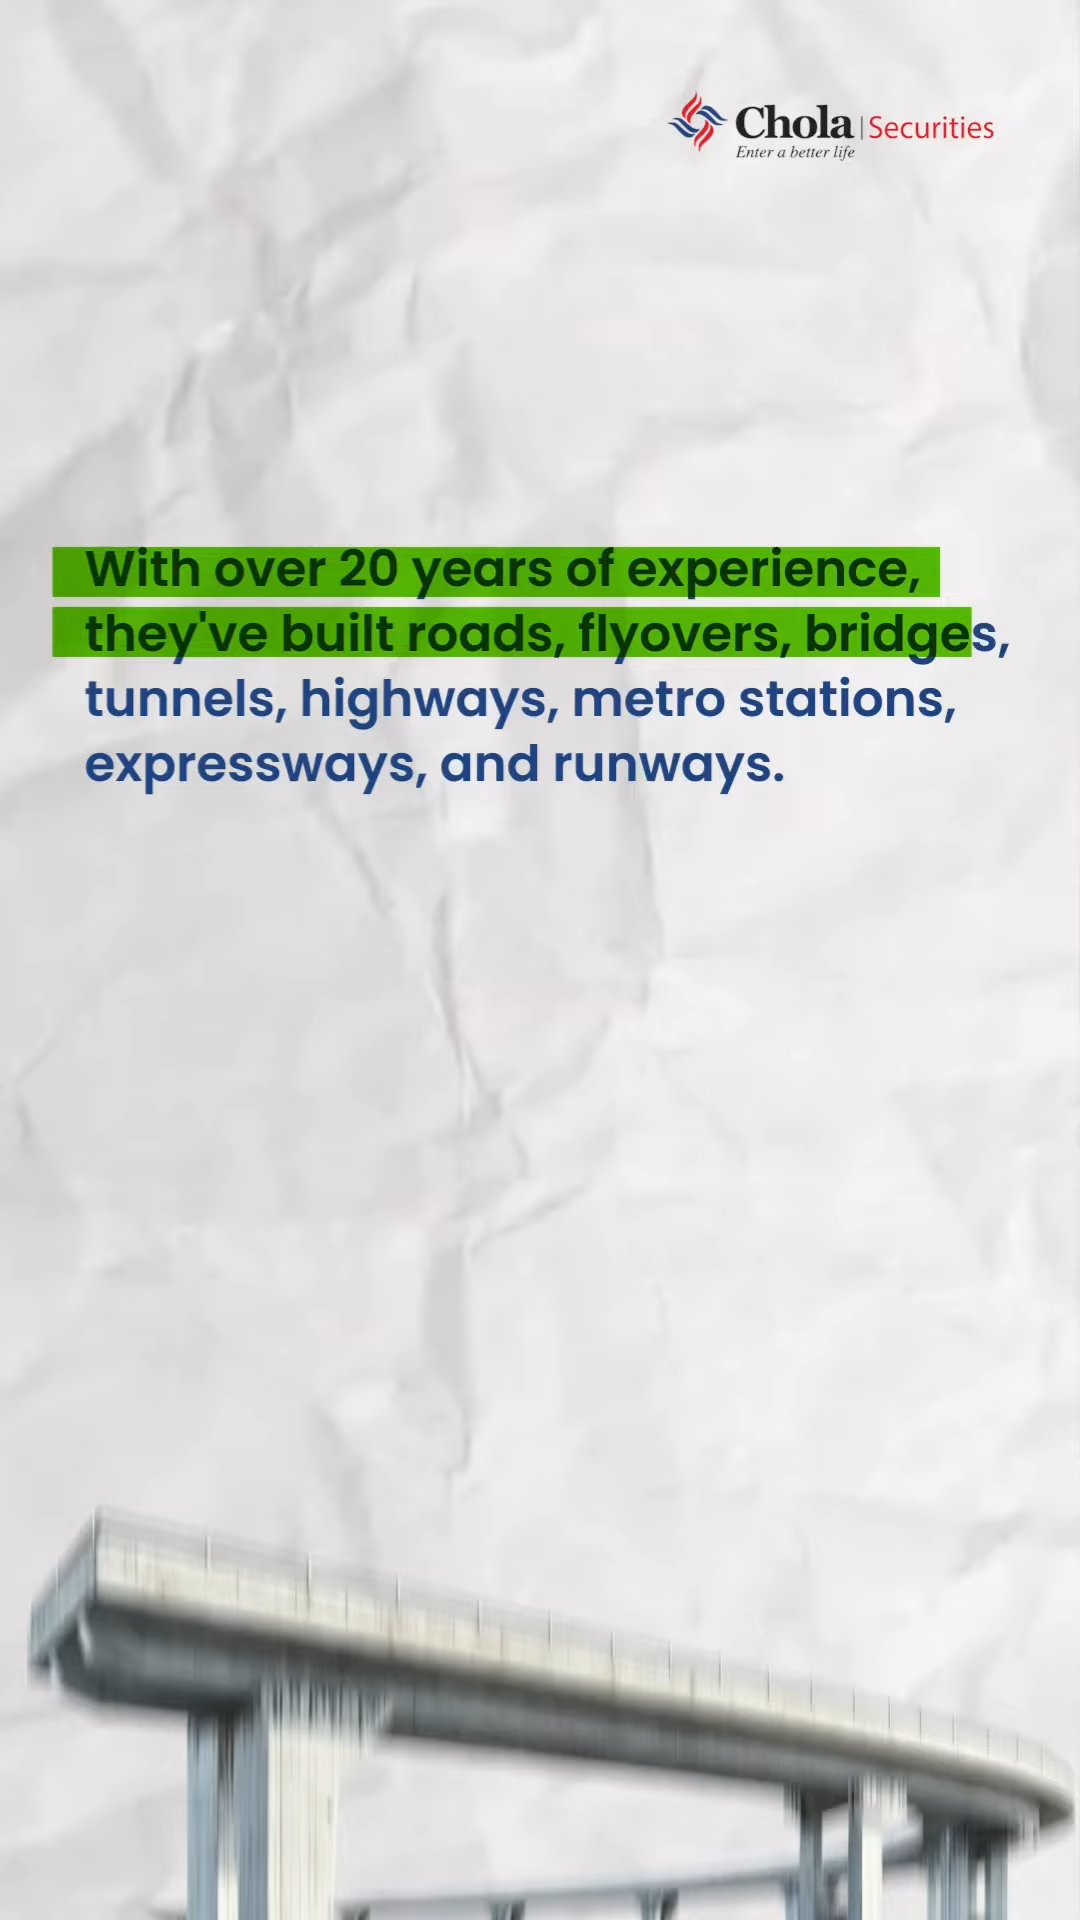 Chola | Securities
Enter a better life
With over 20 years of experience,
they've built roads, flyovers, bridges,
tunnels, highways, metro stations,
expressways, and runways.